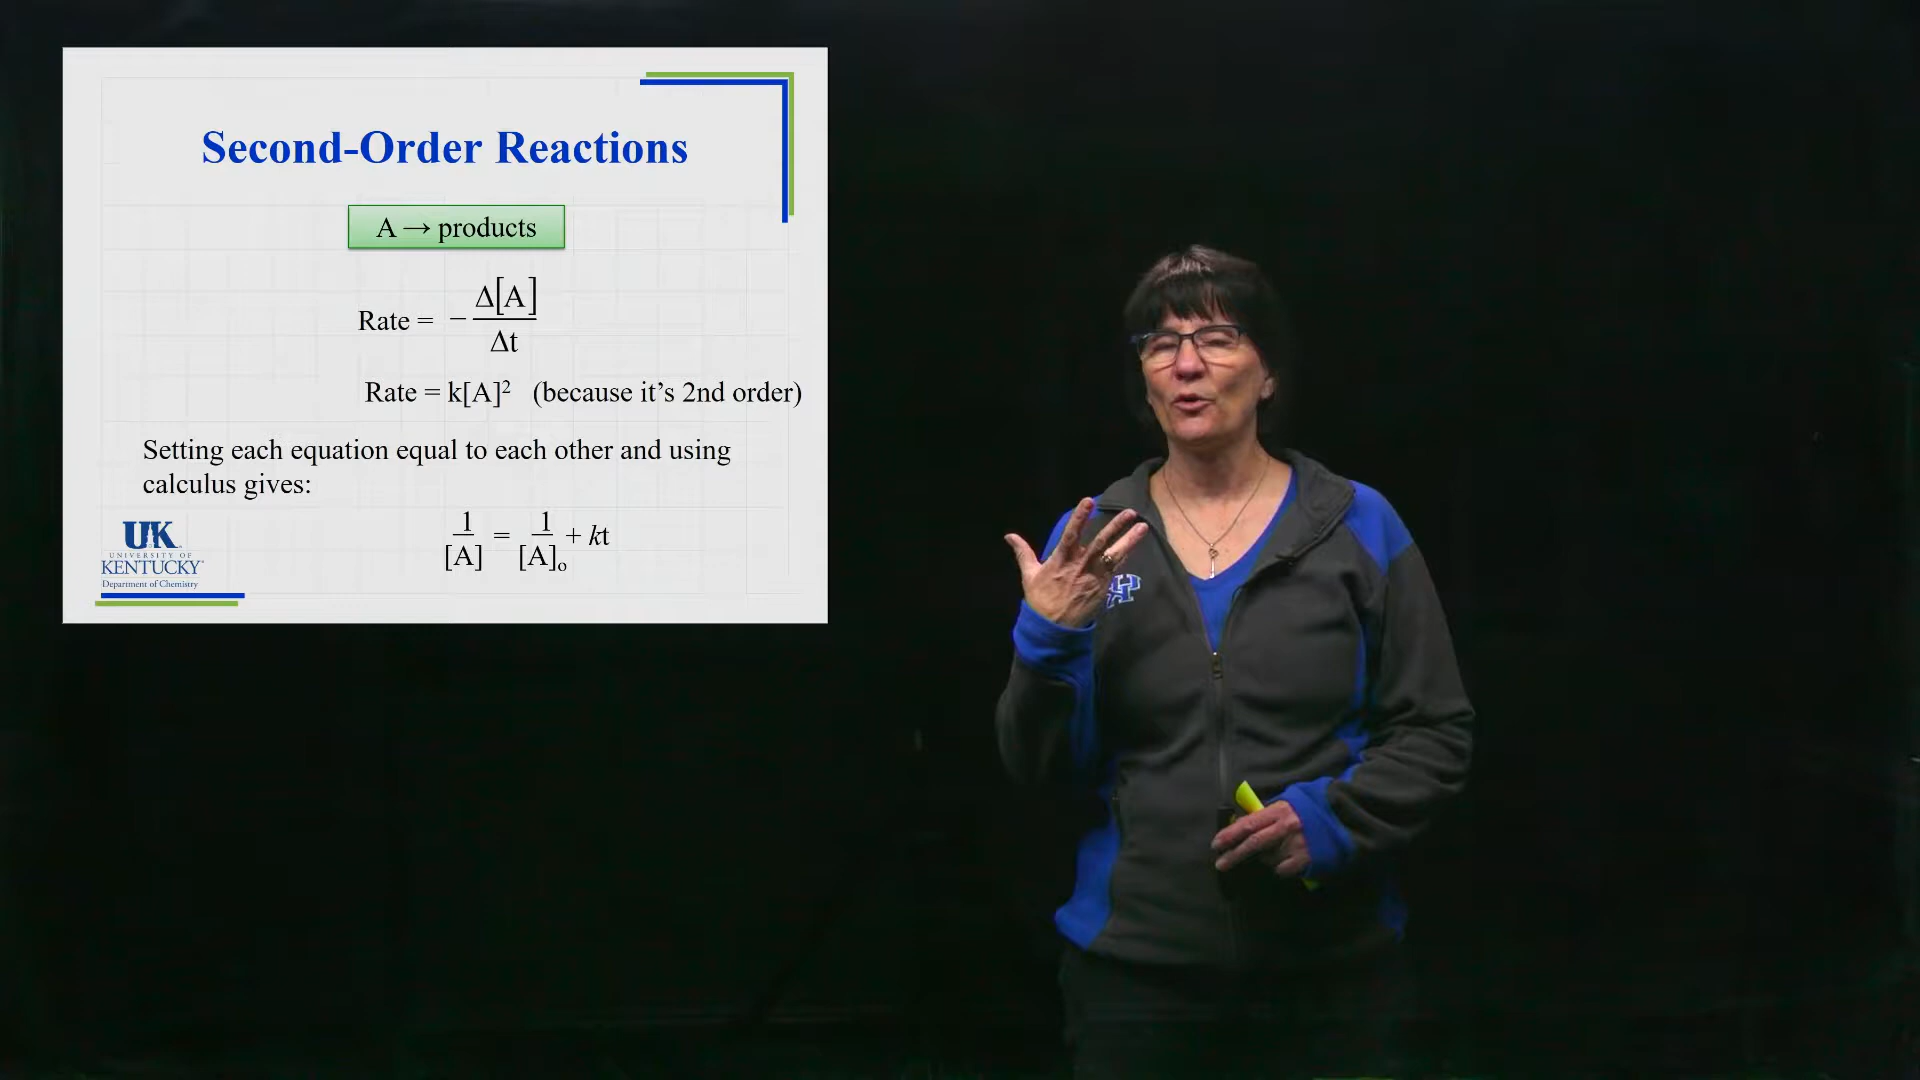 Second-Order Reactions
A → products
Rate = − Δ[A] / Δt
Rate = k[A]² (because it’s 2nd order)
Setting each equation equal to each other and using
calculus gives:
1/[A] = 1/[A]ₒ + kt
UK
UNIVERSITY OF
KENTUCKY
Department of Chemistry